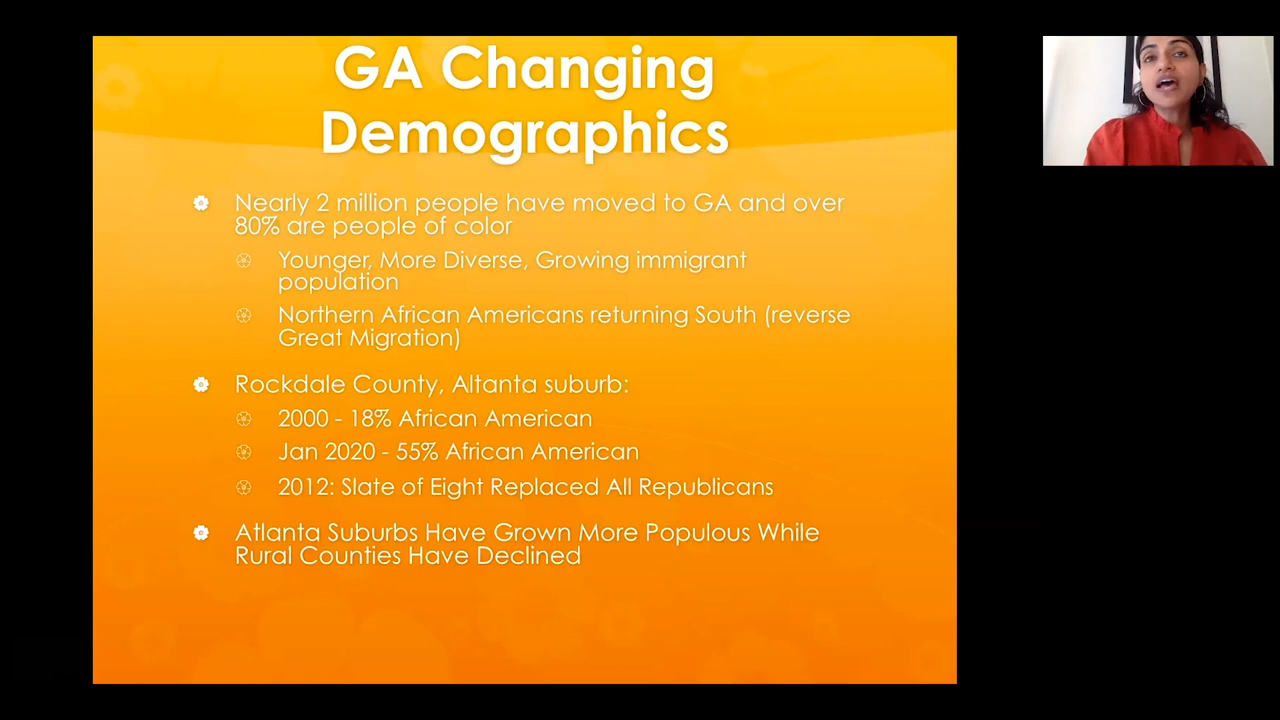 GA Changing
Demographics
Nearly 2 million people have moved to GA and over
80% are people of color
Younger, More Diverse, Growing immigrant
population
Northern African Americans returning South (reverse
Great Migration)
Rockdale County, Altanta suburb:
2000 - 18% African American
Jan 2020 - 55% African American
2012: Slate of Eight Replaced All Republicans
Atlanta Suburbs Have Grown More Populous While
Rural Counties Have Declined